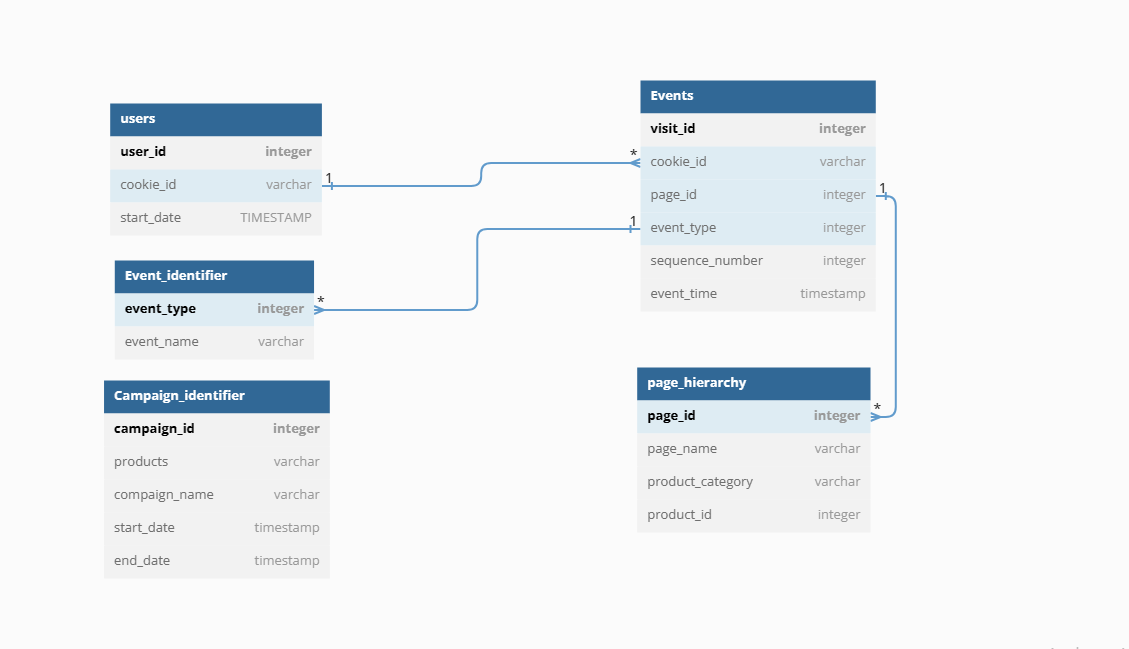 users
user_id integer
cookie_id varchar
start_date TIMESTAMP
1
Event_identifier
event_type integer
event_name varchar
*
Campaign_identifier
campaign_id integer
products varchar
compaign_name varchar
start_date timestamp
end_date timestamp
Events
visit_id integer
* cookie_id varchar
page_id integer 1
1 event_type integer
sequence_number integer
event_time timestamp
page_hierarchy
page_id integer *
page_name varchar
product_category varchar
product_id integer